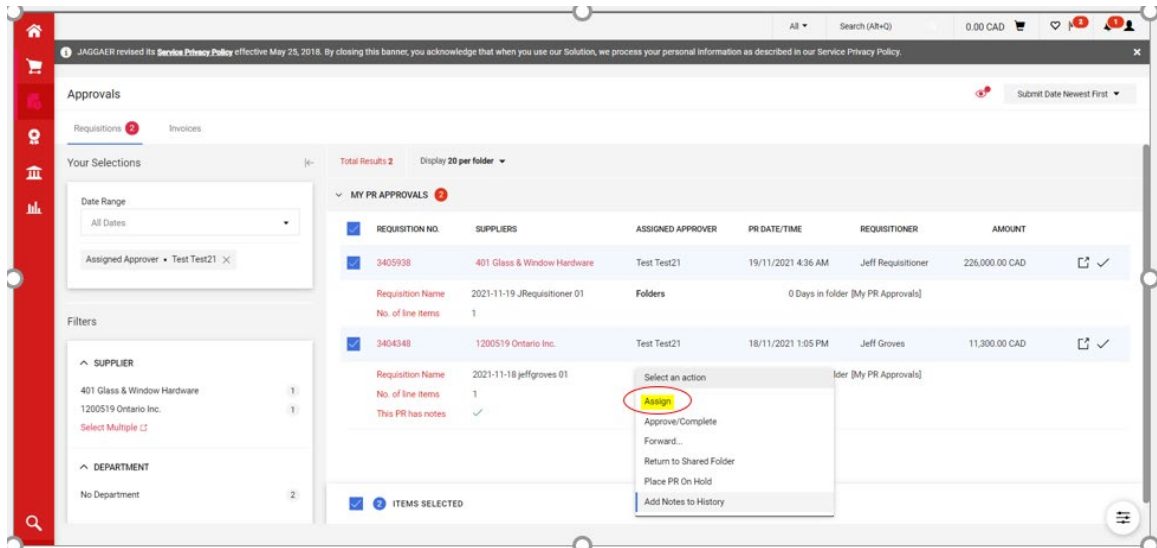 All
Search (Alt+Q)
0.00 CAD
2
1
JAGGAER revised its Service Privacy Policy effective May 25, 2018. By closing this banner, you acknowledge that when you use our Solution, we process your personal information as described in our Service Privacy Policy.
Approvals
Submit Date Newest First
Requisitions 2
Invoices
Your Selections
Total Results 2
Display 20 per folder
Date Range
All Dates
Assigned Approver • Test Test21
MY PR APPROVALS 2
REQUISITION NO. SUPPLIERS ASSIGNED APPROVER PR DATE/TIME REQUISITIONER AMOUNT
3405938 401 Glass & Window Hardware Test Test21 19/11/2021 4:36 AM Jeff Requisitioner 226,000.00 CAD
Requisition Name 2021-11-19 JRequisitioner 01 Folders 0 Days in folder [My PR Approvals]
No. of line items 1
3404348 1200519 Ontario Inc. Test Test21 18/11/2021 1:05 PM Jeff Groves 11,300.00 CAD
Requisition Name 2021-11-18 jeffgroves 01 lder [My PR Approvals]
No. of line items 1
This PR has notes
Select an action
Assign
Approve/Complete
Forward...
Return to Shared Folder
Place PR On Hold
Add Notes to History
Filters
SUPPLIER
401 Glass & Window Hardware 1
1200519 Ontario Inc. 1
Select Multiple
DEPARTMENT
No Department 2
2 ITEMS SELECTED